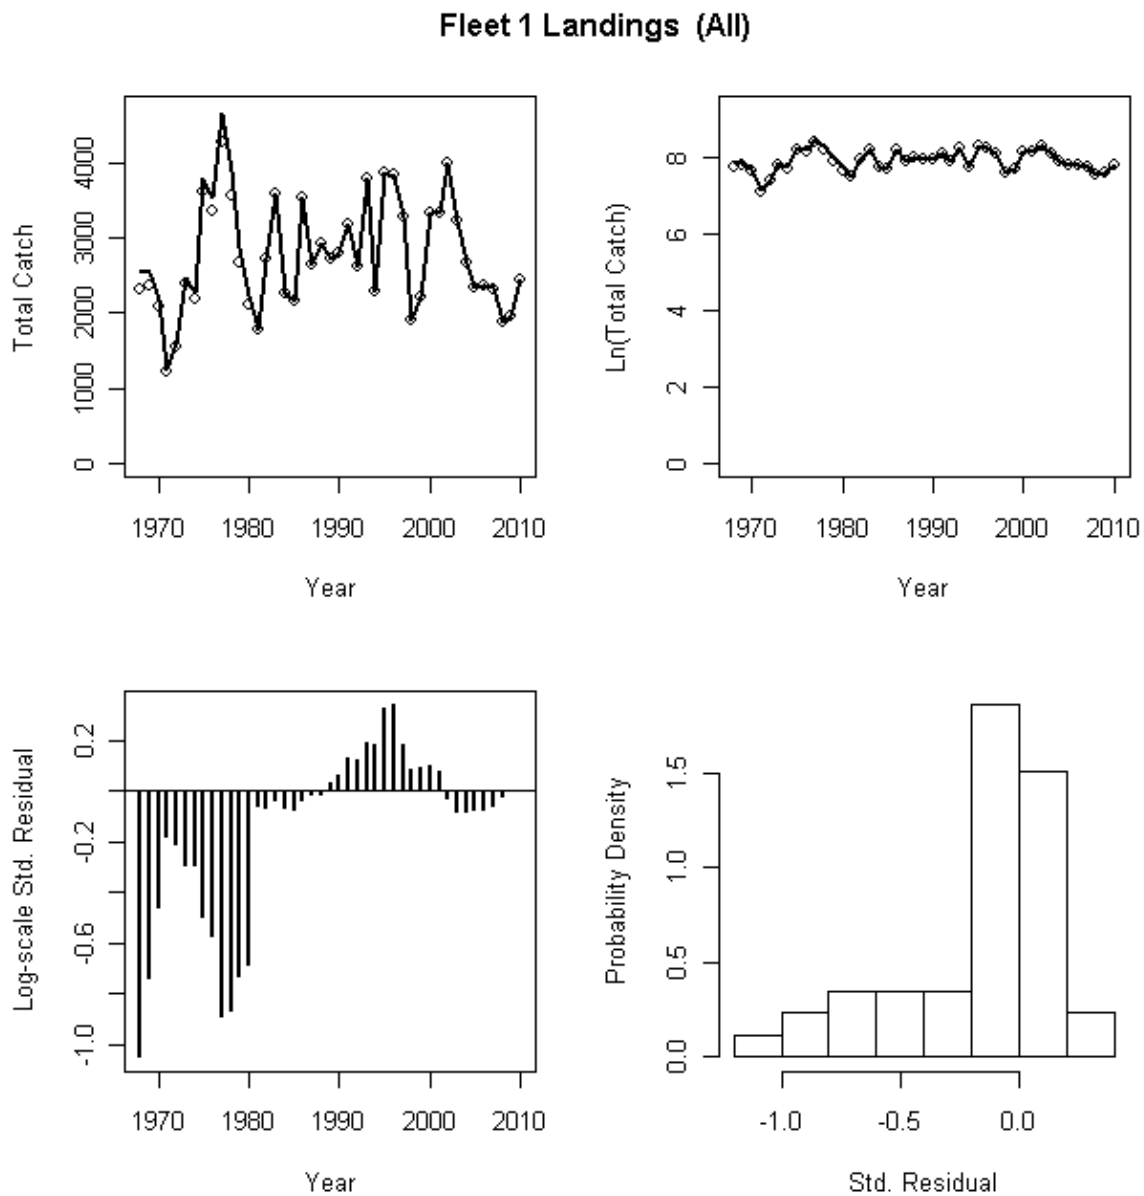 Fleet 1 Landings (All)
Total Catch
0 1000 2000 3000 4000
1970 1980 1990 2000 2010
Year
Ln(Total Catch)
0 2 4 6 8
1970 1980 1990 2000 2010
Year
Log-scale Std. Residual
-1.0 -0.6 -0.2 0.2
1970 1980 1990 2000 2010
Year
Probability Density
0.0 0.5 1.0 1.5
-1.0 -0.5 0.0
Std. Residual